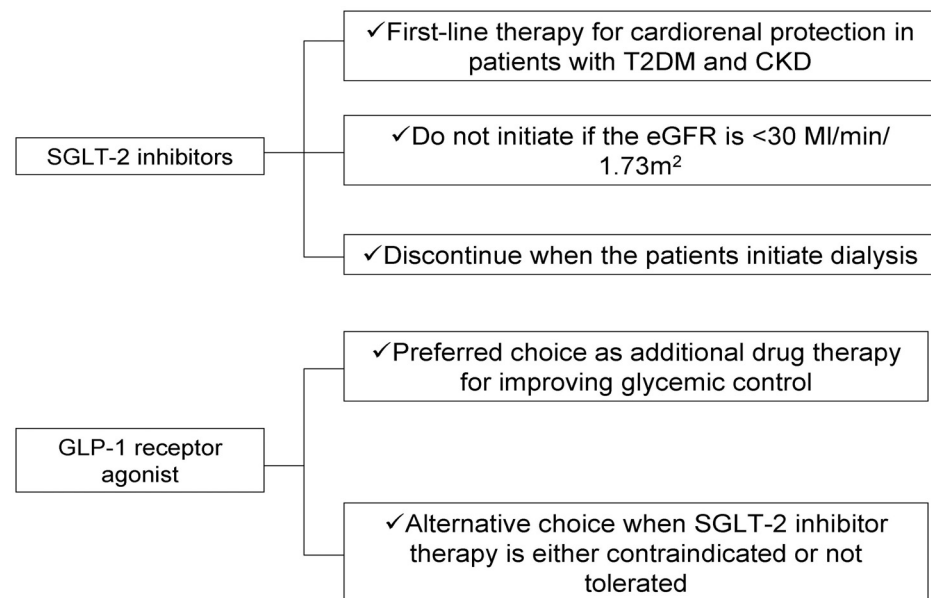 SGLT-2 inhibitors
✓First-line therapy for cardiorenal protection in
patients with T2DM and CKD
✓Do not initiate if the eGFR is <30 Ml/min/
1.73m²
✓Discontinue when the patients initiate dialysis
GLP-1 receptor
agonist
✓Preferred choice as additional drug therapy
for improving glycemic control
✓Alternative choice when SGLT-2 inhibitor
therapy is either contraindicated or not
tolerated